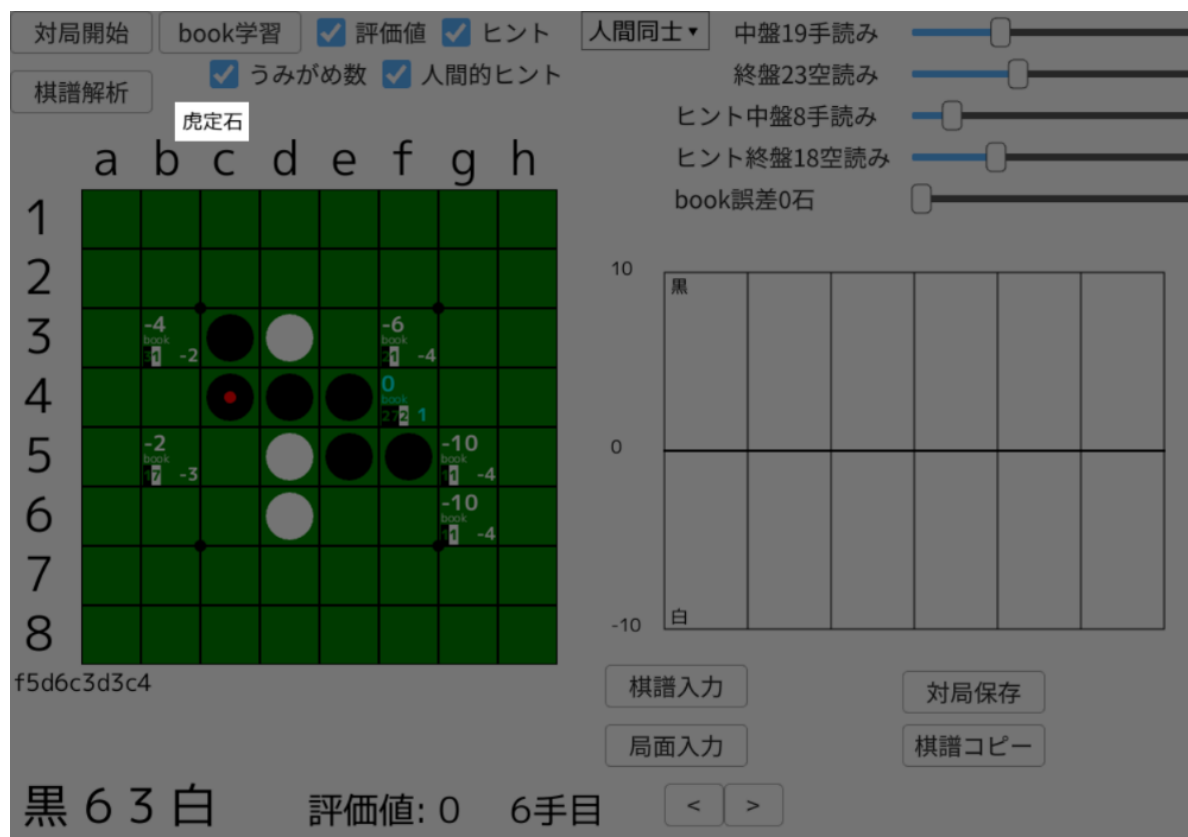 対局開始 book学習 評価値 ヒント 人間同士▾ 中盤19手読み
棋譜解析 うみがめ数 人間的ヒント 終盤23空読み
虎定石 ヒント中盤8手読み
ヒント終盤18空読み
book誤差0石
a b c d e f g h
1
2
3
4
5
6
7
8
-4
book
31 -2
-6
book
21 -4
0
book
272 1
-2
book
17 -3
-10
book
11 -4
-10
book
11 -4
f5d6c3d3c4
10
黒
0
白
-10
棋譜入力 対局保存
局面入力 棋譜コピー
黒 6 3 白 評価値: 0 6手目 < >